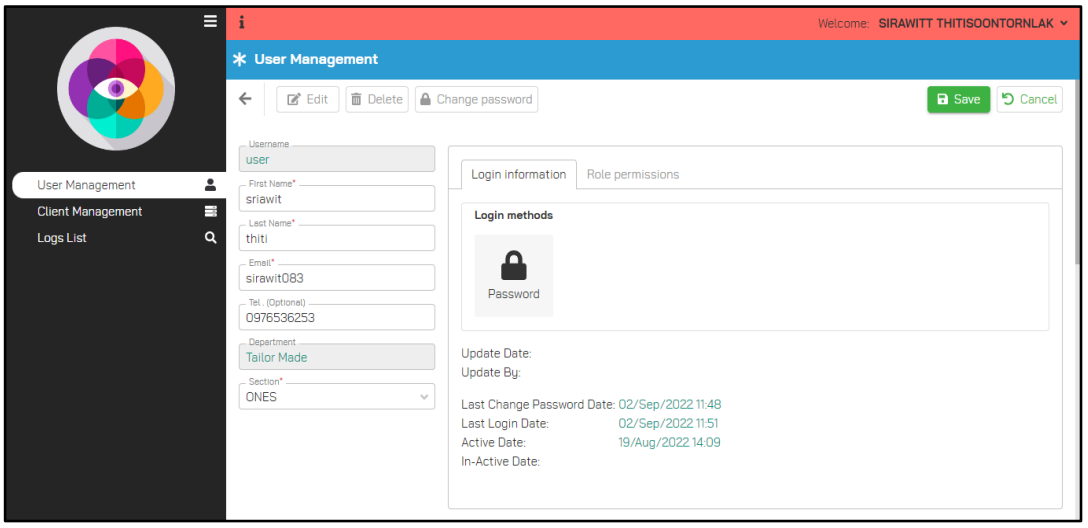 Welcome: SIRAWITT THITISOONTORNLAK
User Management
Edit
Delete
Change password
Save
Cancel
User Management
Client Management
Logs List
Username
user
First Name*
sriawit
Last Name*
thiti
Email*
sirawit083
Tel . (Optional)
0976536253
Department
Tailor Made
Section*
ONES
Login information
Role permissions
Login methods
Password
Update Date:
Update By:
Last Change Password Date: 02/Sep/2022 11:48
Last Login Date: 02/Sep/2022 11:51
Active Date: 19/Aug/2022 14:09
In-Active Date: